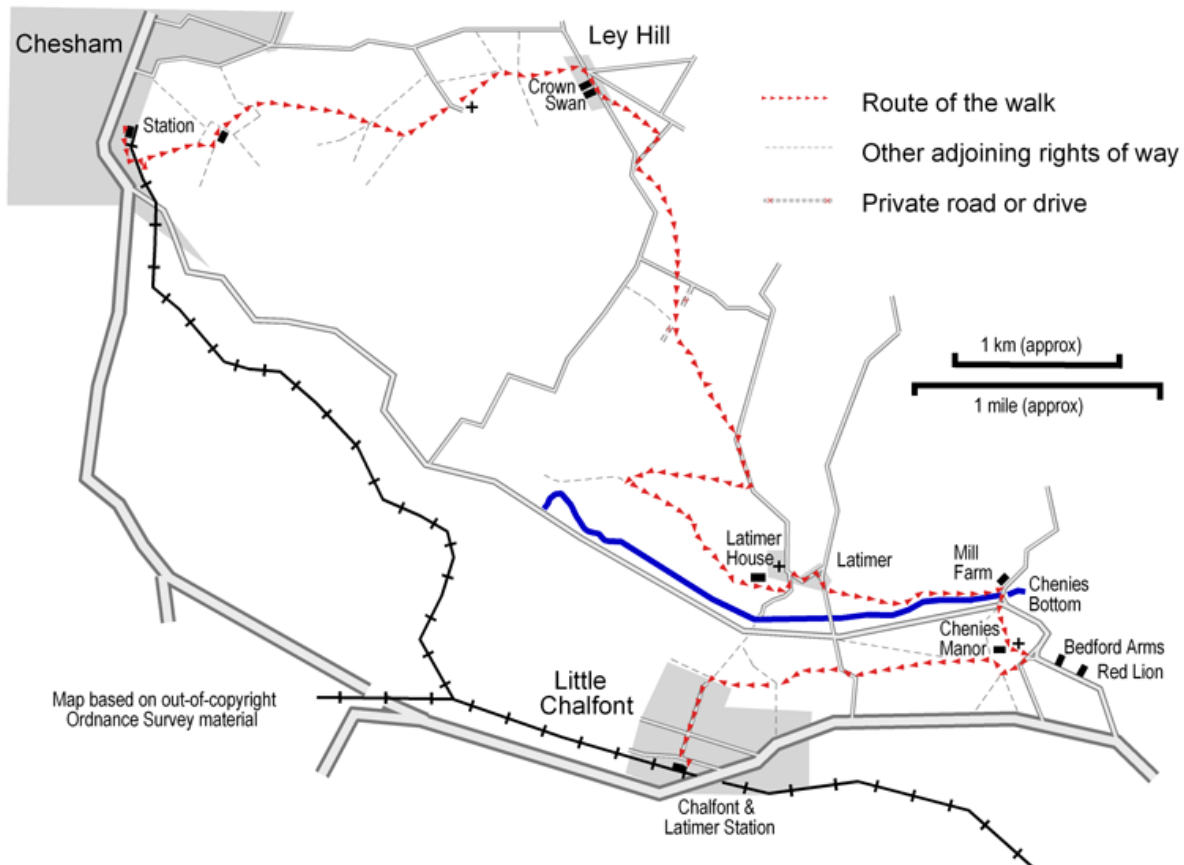 Chesham
Ley Hill
Crown
Swan
Station
Route of the walk
Other adjoining rights of way
Private road or drive
1 km (approx)
1 mile (approx)
Latimer
House
Latimer
Mill
Farm
Chenies
Bottom
Chenies
Manor
Bedford Arms
Red Lion
Little
Chalfont
Map based on out-of-copyright
Ordnance Survey material
Chalfont &
Latimer Station